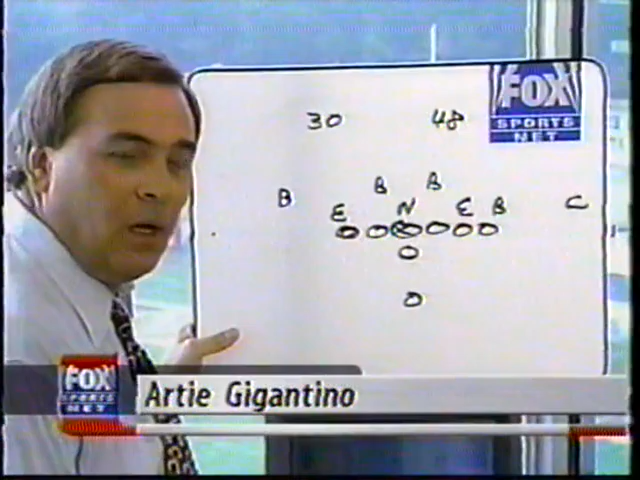 FOX
SPORTS
NET
30 48
B B B
E N E B C
FOX
SPORTS
NET
Artie Gigantino